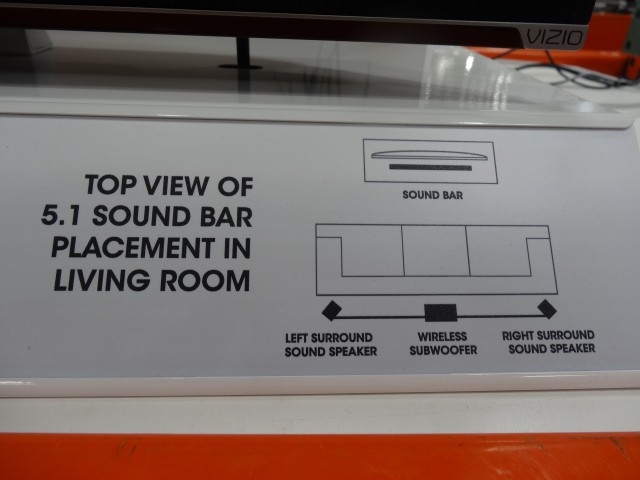 VIZIO
TOP VIEW OF
5.1 SOUND BAR
PLACEMENT IN
LIVING ROOM
SOUND BAR
LEFT SURROUND
SOUND SPEAKER
WIRELESS
SUBWOOFER
RIGHT SURROUND
SOUND SPEAKER